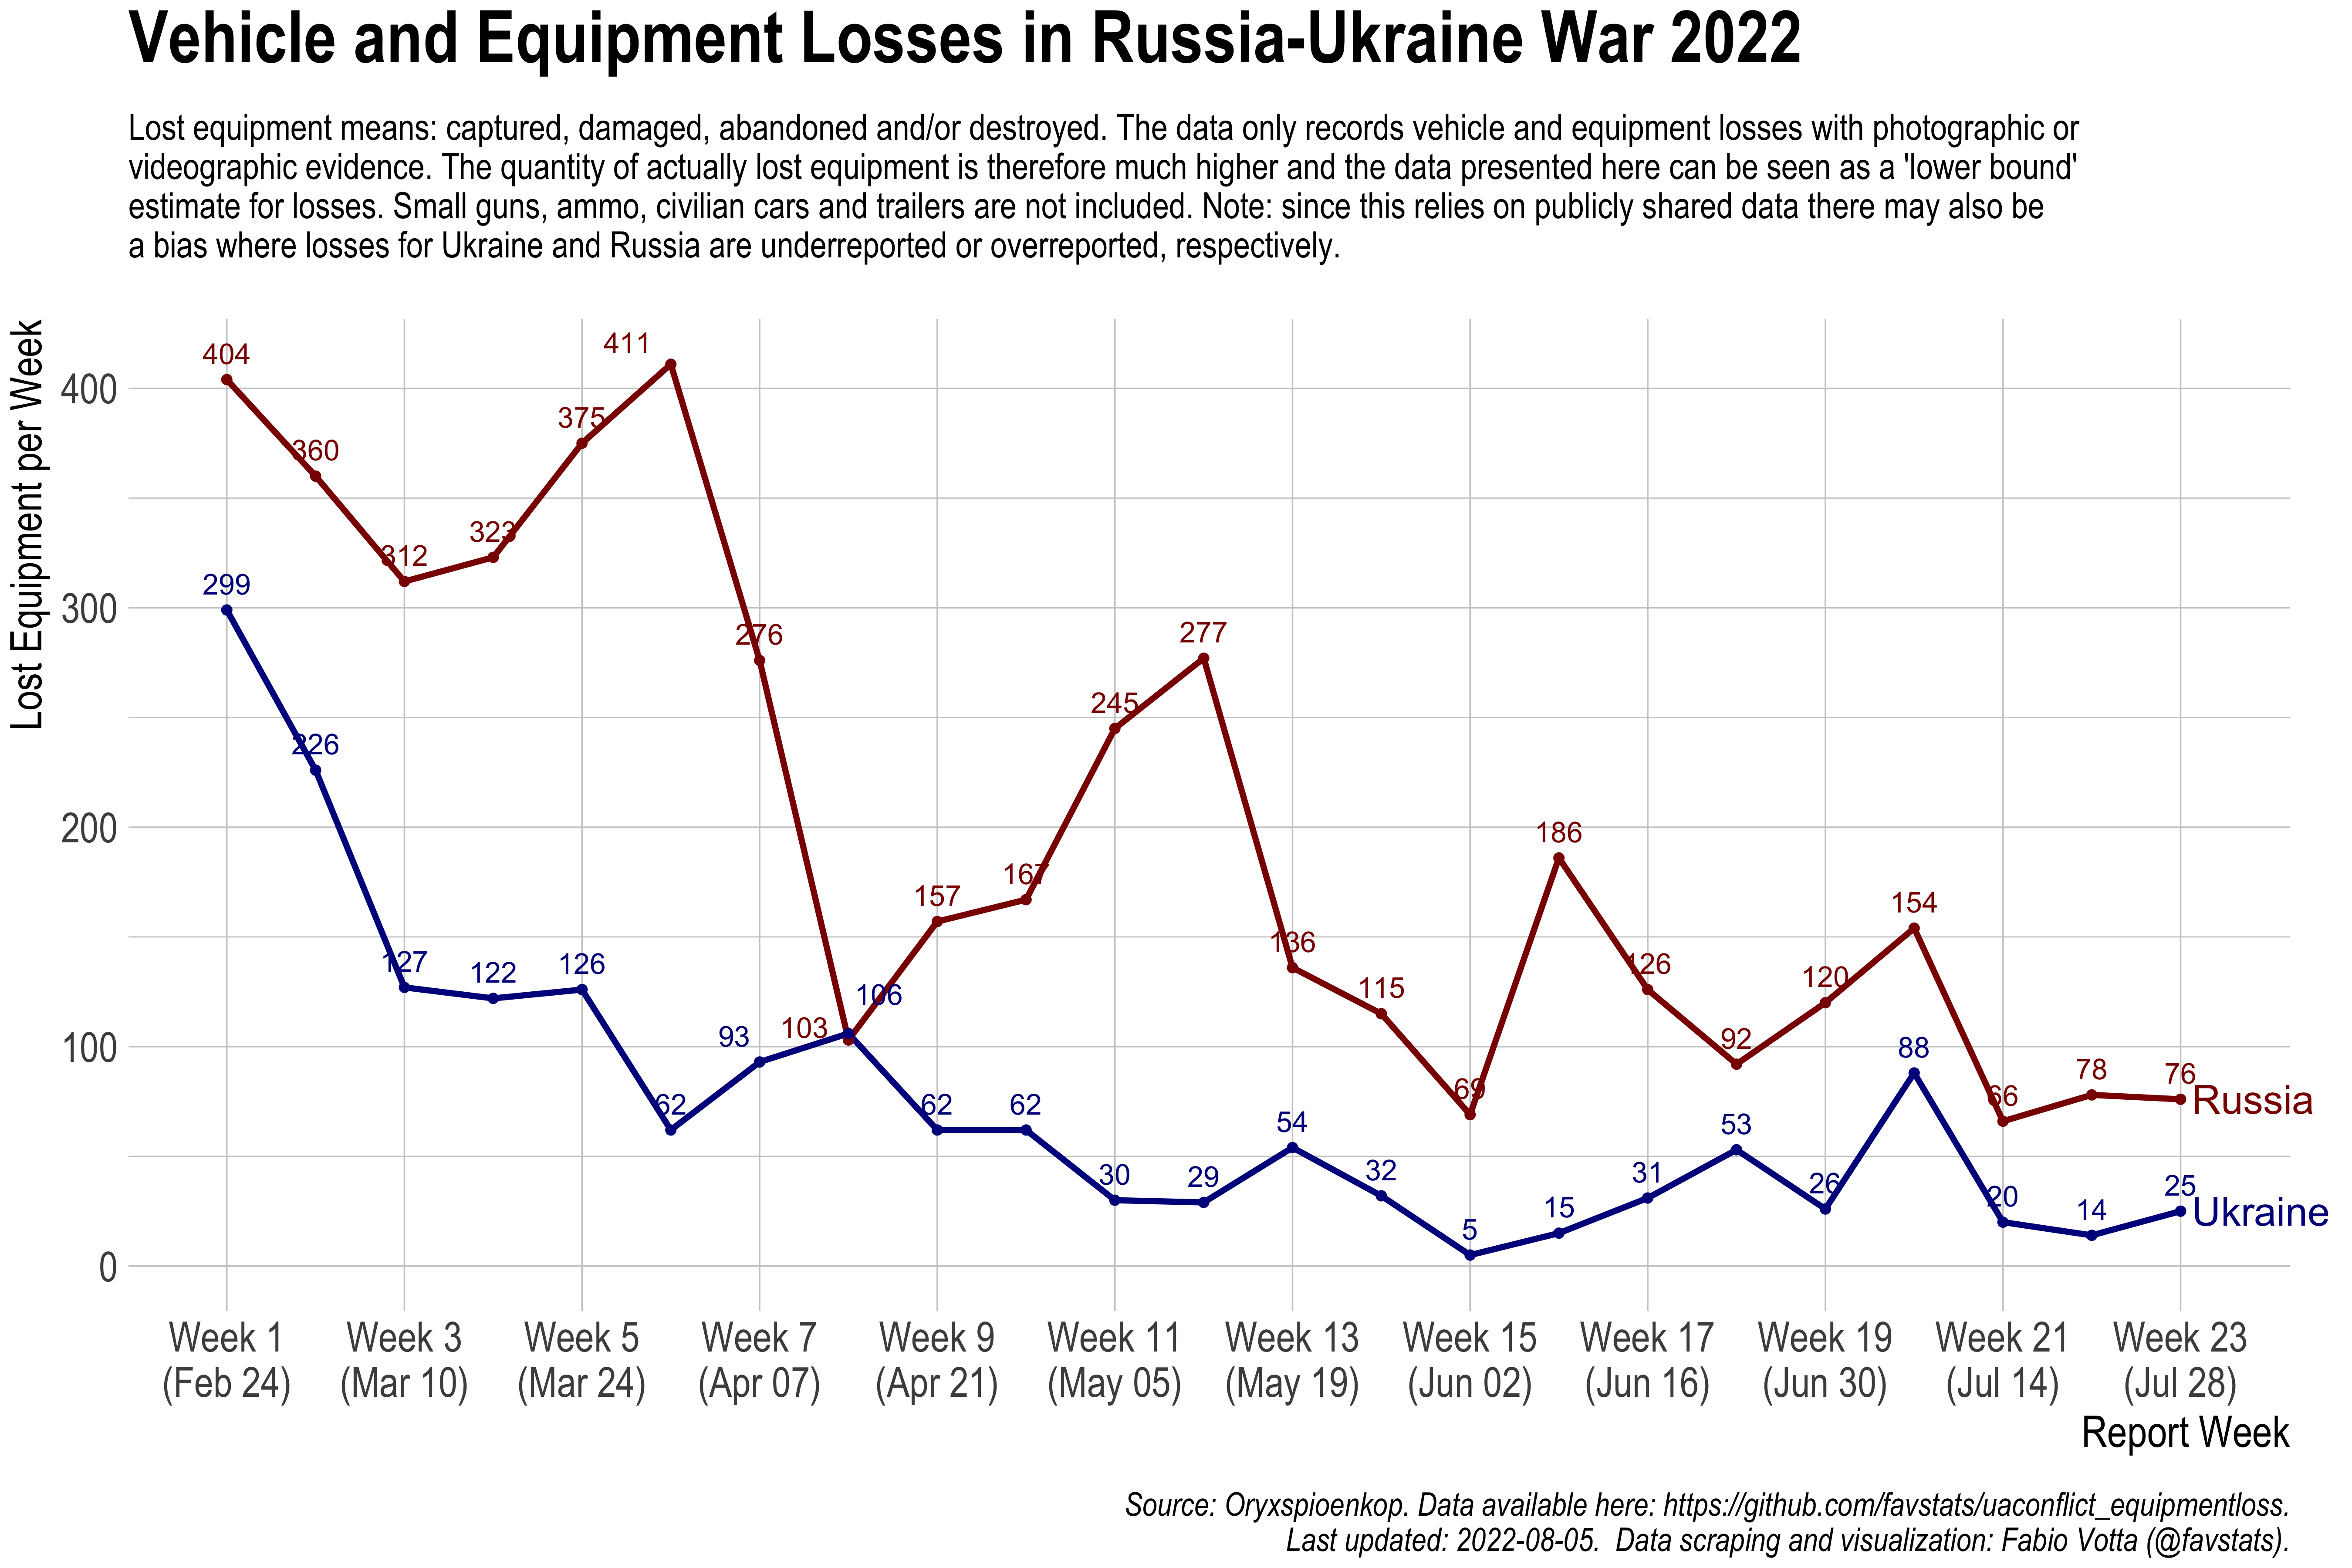 Vehicle and Equipment Losses in Russia-Ukraine War 2022
Lost equipment means: captured, damaged, abandoned and/or destroyed. The data only records vehicle and equipment losses with photographic or
videographic evidence. The quantity of actually lost equipment is therefore much higher and the data presented here can be seen as a 'lower bound'
estimate for losses. Small guns, ammo, civilian cars and trailers are not included. Note: since this relies on publicly shared data there may also be
a bias where losses for Ukraine and Russia are underreported or overreported, respectively.
Lost Equipment per Week
400
300
200
100
0
404
360
312
323
375
411
276
103
157
167
245
277
136
115
69
186
126
92
120
154
66
78
76
Russia
299
226
127
122
126
62
93
106
62
62
30
29
54
32
5
15
31
53
26
88
20
14
25
Ukraine
Week 1
(Feb 24)
Week 3
(Mar 10)
Week 5
(Mar 24)
Week 7
(Apr 07)
Week 9
(Apr 21)
Week 11
(May 05)
Week 13
(May 19)
Week 15
(Jun 02)
Week 17
(Jun 16)
Week 19
(Jun 30)
Week 21
(Jul 14)
Week 23
(Jul 28)
Report Week
Source: Oryxspioenkop. Data available here: https://github.com/favstats/uaconflict_equipmentloss.
Last updated: 2022-08-05.  Data scraping and visualization: Fabio Votta (@favstats).